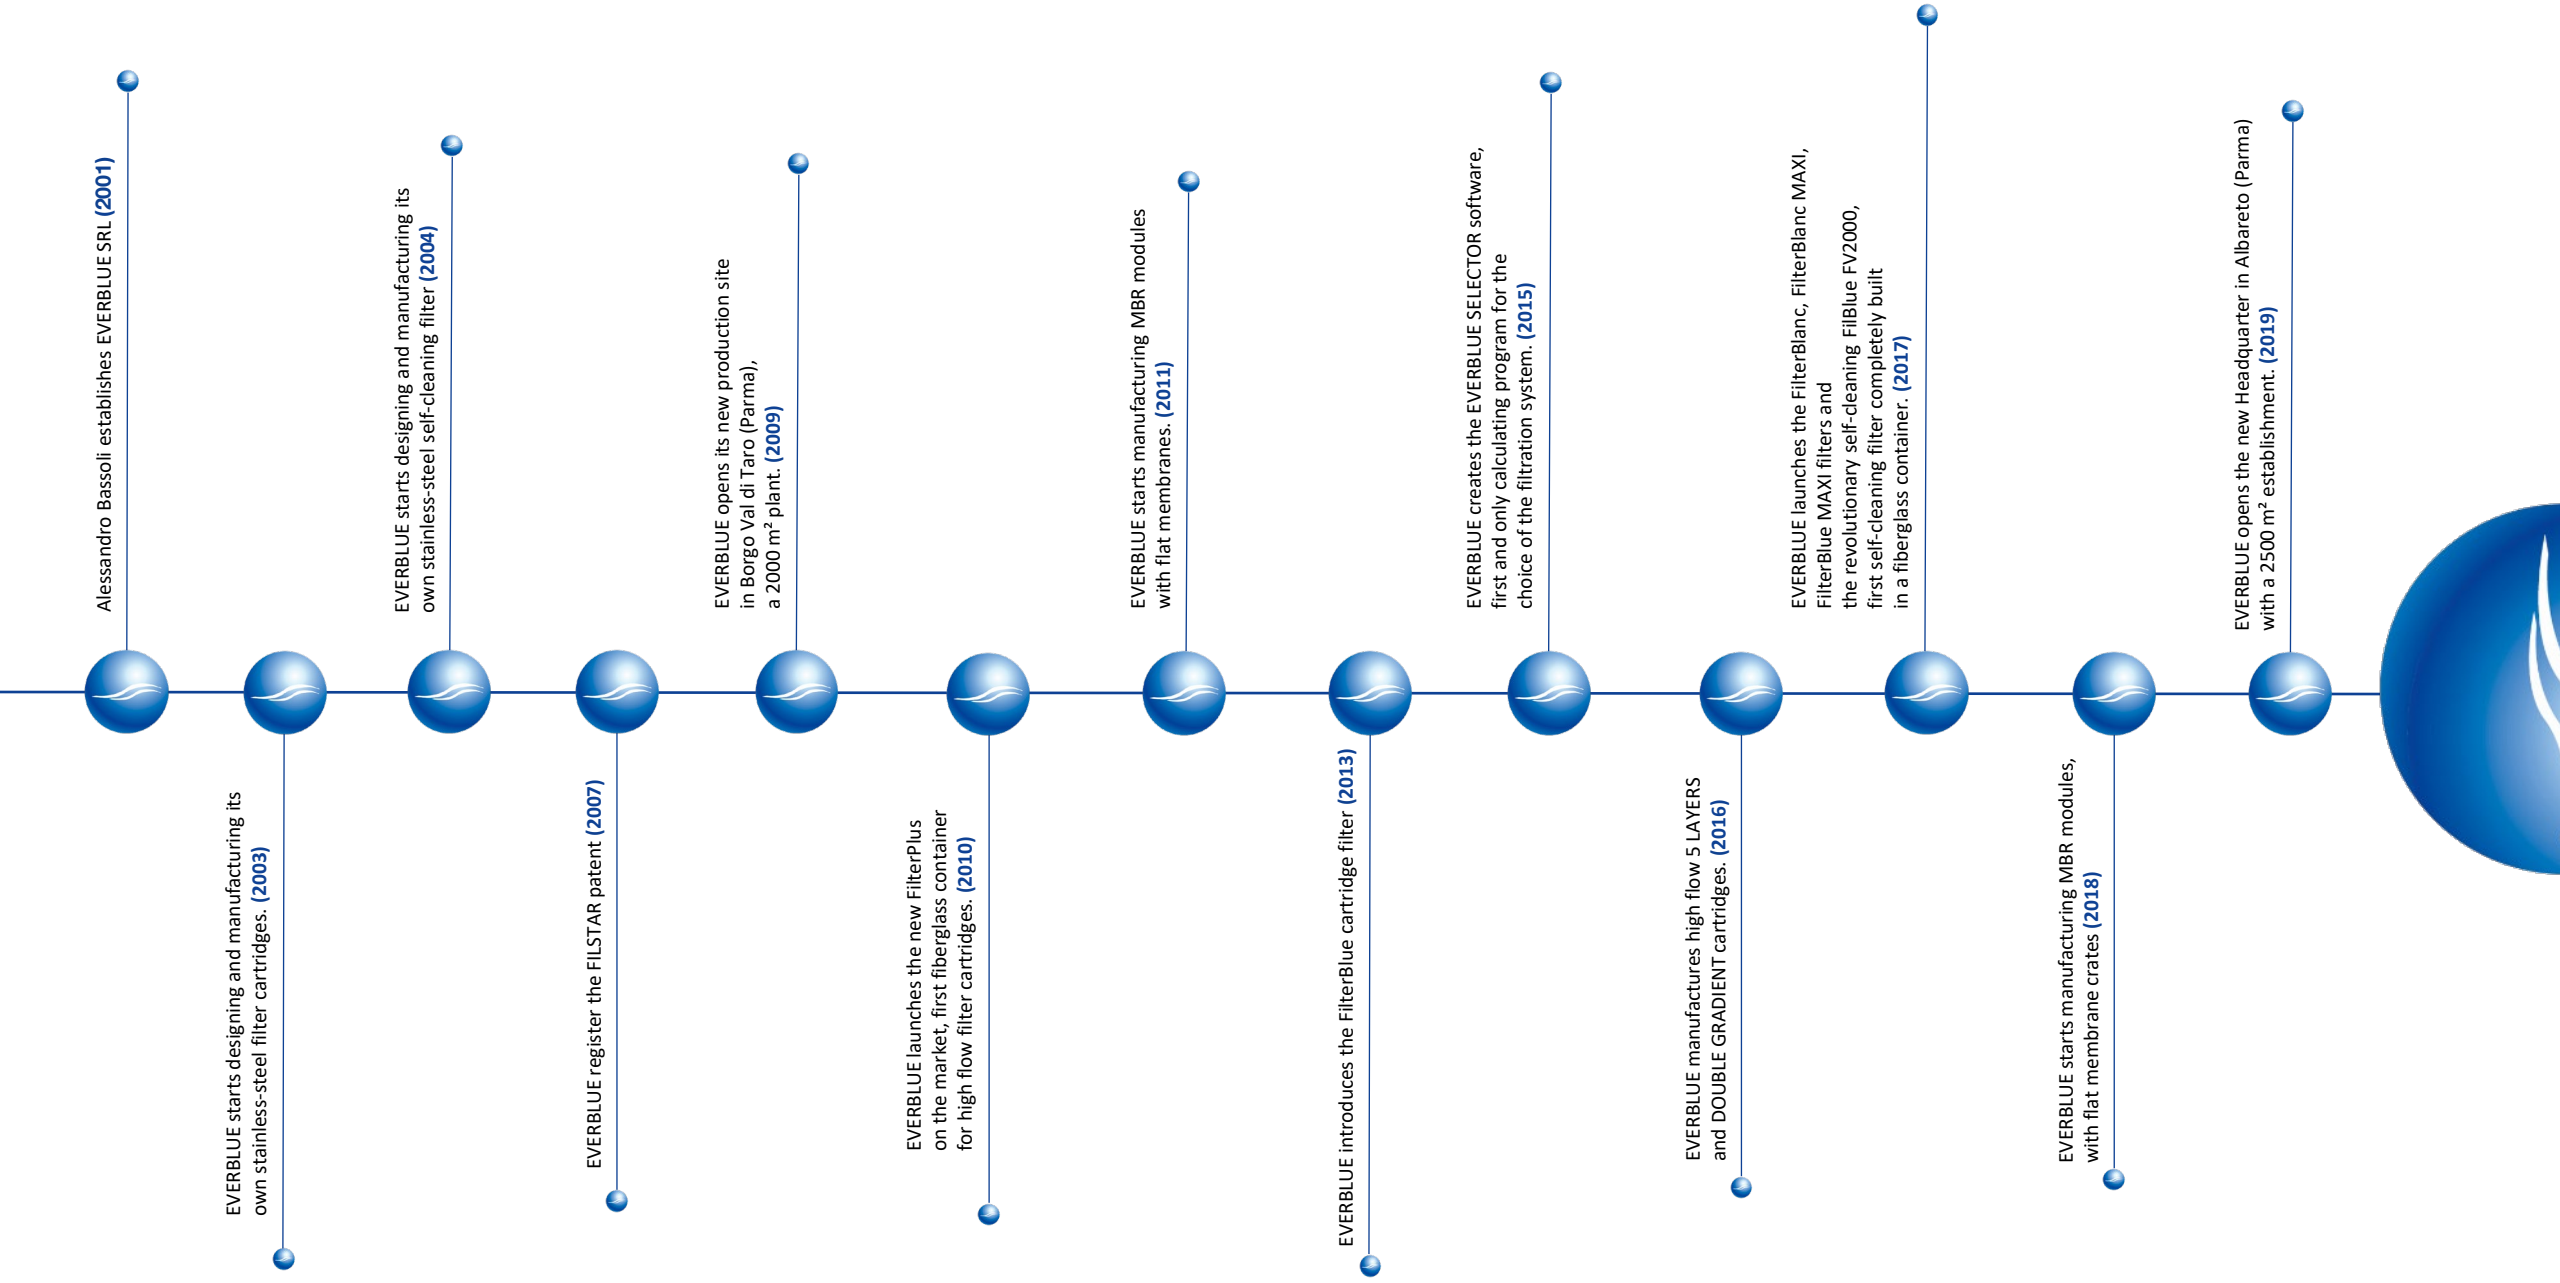 Alessandro Bassoli establishes EVERBLUE SRL (2001)
EVERBLUE starts designing and manufacturing its
own stainless-steel filter cartridges. (2003)
EVERBLUE starts designing and manufacturing its
own stainless-steel self-cleaning filter (2004)
EVERBLUE register the FILSTAR patent (2007)
EVERBLUE opens its new production site
in Borgo Val di Taro (Parma),
a 2000 m² plant. (2009)
EVERBLUE launches the new FilterPlus
on the market, first fiberglass container
for high flow filter cartridges. (2010)
EVERBLUE starts manufacturing MBR modules
with flat membranes. (2011)
EVERBLUE introduces the FilterBlue cartridge filter (2013)
EVERBLUE creates the EVERBLUE SELECTOR software,
first and only calculating program for the
choice of the filtration system. (2015)
EVERBLUE manufactures high flow 5 LAYERS
and DOUBLE GRADIENT cartridges. (2016)
EVERBLUE launches the FilterBlanc, FilterBlanc MAXI,
FilterBlue MAXI filters and
the revolutionary self-cleaning FilBlue FV2000,
first self-cleaning filter completely built
in a fiberglass container. (2017)
EVERBLUE starts manufacturing MBR modules,
with flat membrane crates (2018)
EVERBLUE opens the new Headquarter in Albareto (Parma)
with a 2500 m² establishment. (2019)